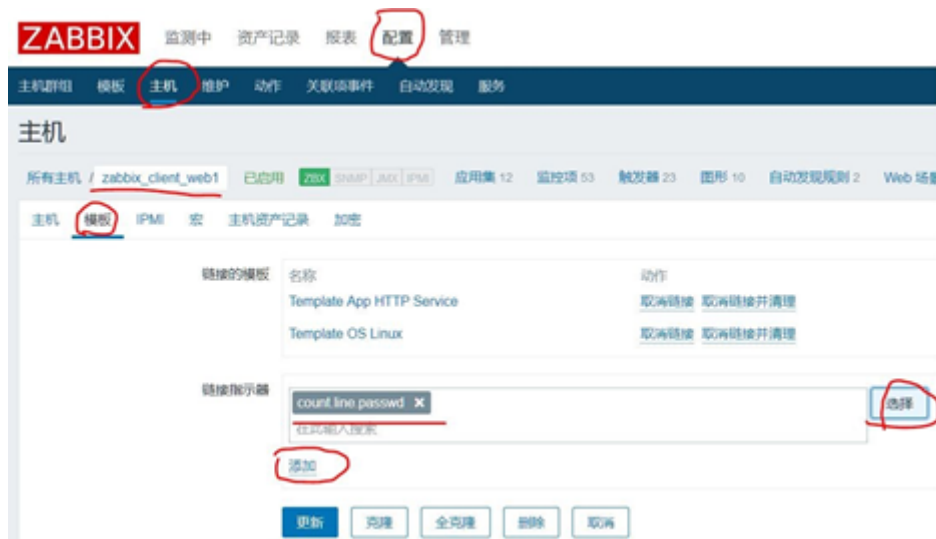 ZABBIX 监测中 资产记录 报表 配置 管理
主机群组 模板 主机 维护 动作 关联项事件 自动发现 服务
主机
所有主机 / zabbix_client_web1 已启用 ZBX SNMP JMX IPMI 应用集 12 监控项 53 触发器 23 图形 10 自动发现规则 2 Web 场景
主机 模板 IPMI 宏 主机资产记录 加密
链接的模板 名称 动作
Template App HTTP Service 取消链接 取消链接并清理
Template OS Linux 取消链接 取消链接并清理
链接指示器 count line passwd × 选择
在此输入搜索
添加
更新 克隆 全克隆 删除 取消